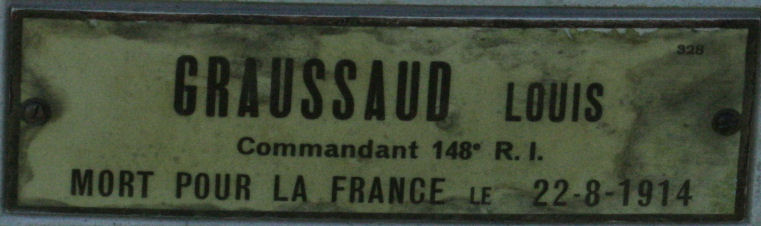 328
GRAUSSAUD LOUIS
Commandant 148e R. I.
MORT POUR LA FRANCE LE 22-8-1914